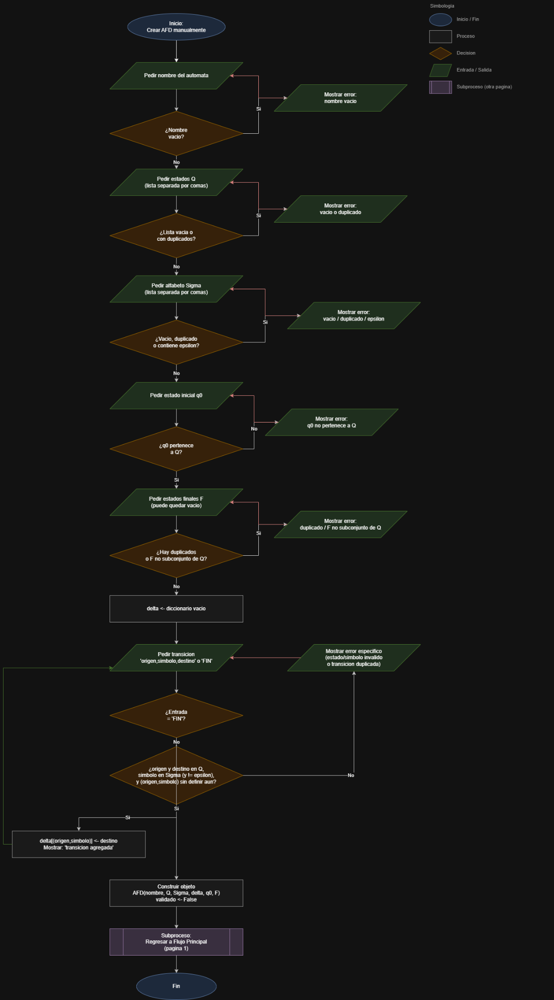 Simbologia
Inicio / Fin
Proceso
Decision
Entrada / Salida
Subproceso (otra pagina)
Inicio:
Crear AFD manualmente
Pedir nombre del automata
Mostrar error:
nombre vacio
Si
¿Nombre
vacio?
No
Pedir estados Q
(lista separada por comas)
Mostrar error:
vacio o duplicado
Si
¿Lista vacia o
con duplicados?
No
Pedir alfabeto Sigma
(lista separada por comas)
Mostrar error:
vacio / duplicado / epsilon
Si
¿Vacio, duplicado
o contiene epsilon?
No
Pedir estado inicial q0
Mostrar error:
q0 no pertenece a Q
No
¿q0 pertenece
a Q?
Si
Pedir estados finales F
(puede quedar vacio)
Mostrar error:
duplicado / F no subconjunto de Q
Si
¿Hay duplicados
o F no subconjunto de Q?
No
delta <- diccionario vacio
Pedir transicion
'origen,simbolo,destino' o 'FIN'
Mostrar error especifico
(estado/simbolo invalido
o transicion duplicada)
¿Entrada
= 'FIN'?
No
¿origen y destino en Q,
simbolo en Sigma (y != epsilon),
y (origen,simbolo) sin definir aun?
No
Si
Si
delta[(origen,simbolo)] <- destino
Mostrar: 'transicion agregada'
Construir objeto
AFD(nombre, Q, Sigma, delta, q0, F)
validado <- False
Subproceso:
Regresar a Flujo Principal
(pagina 1)
Fin